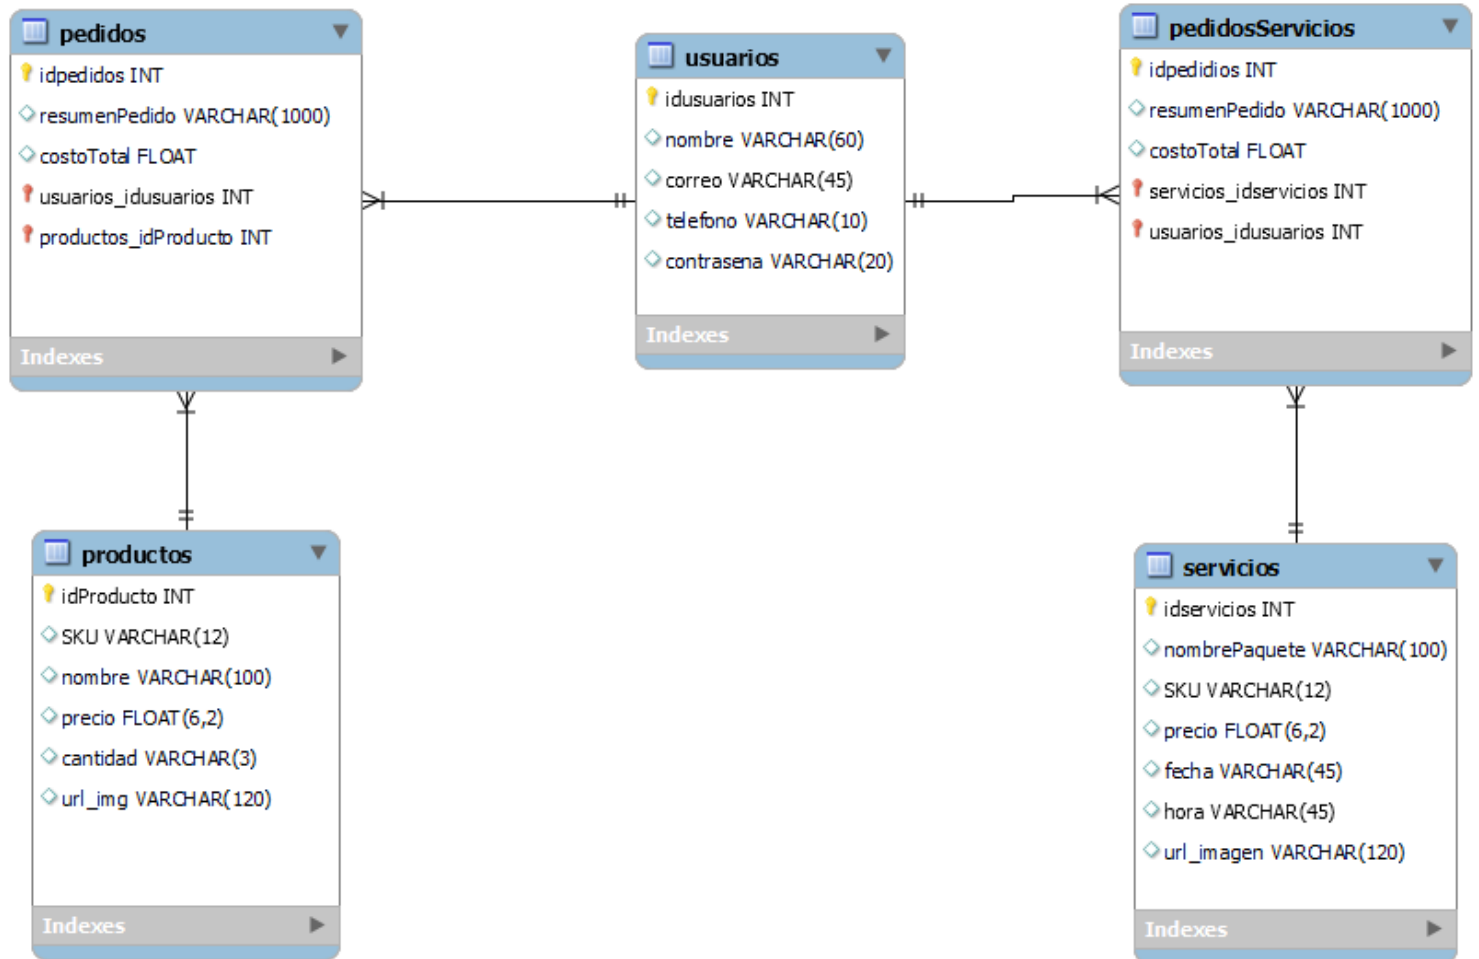 pedidos
idpedidos INT
resumenPedido VARCHAR(1000)
costoTotal FLOAT
usuarios_idusuarios INT
productos_idProducto INT
Indexes
usuarios
idusuarios INT
nombre VARCHAR(60)
correo VARCHAR(45)
telefono VARCHAR(10)
contrasena VARCHAR(20)
Indexes
pedidosServicios
idpedidios INT
resumenPedido VARCHAR(1000)
costoTotal FLOAT
servicios_idservicios INT
usuarios_idusuarios INT
Indexes
productos
idProducto INT
SKU VARCHAR(12)
nombre VARCHAR(100)
precio FLOAT(6,2)
cantidad VARCHAR(3)
url_img VARCHAR(120)
Indexes
servicios
idservicios INT
nombrePaquete VARCHAR(100)
SKU VARCHAR(12)
precio FLOAT(6,2)
fecha VARCHAR(45)
hora VARCHAR(45)
url_imagen VARCHAR(120)
Indexes